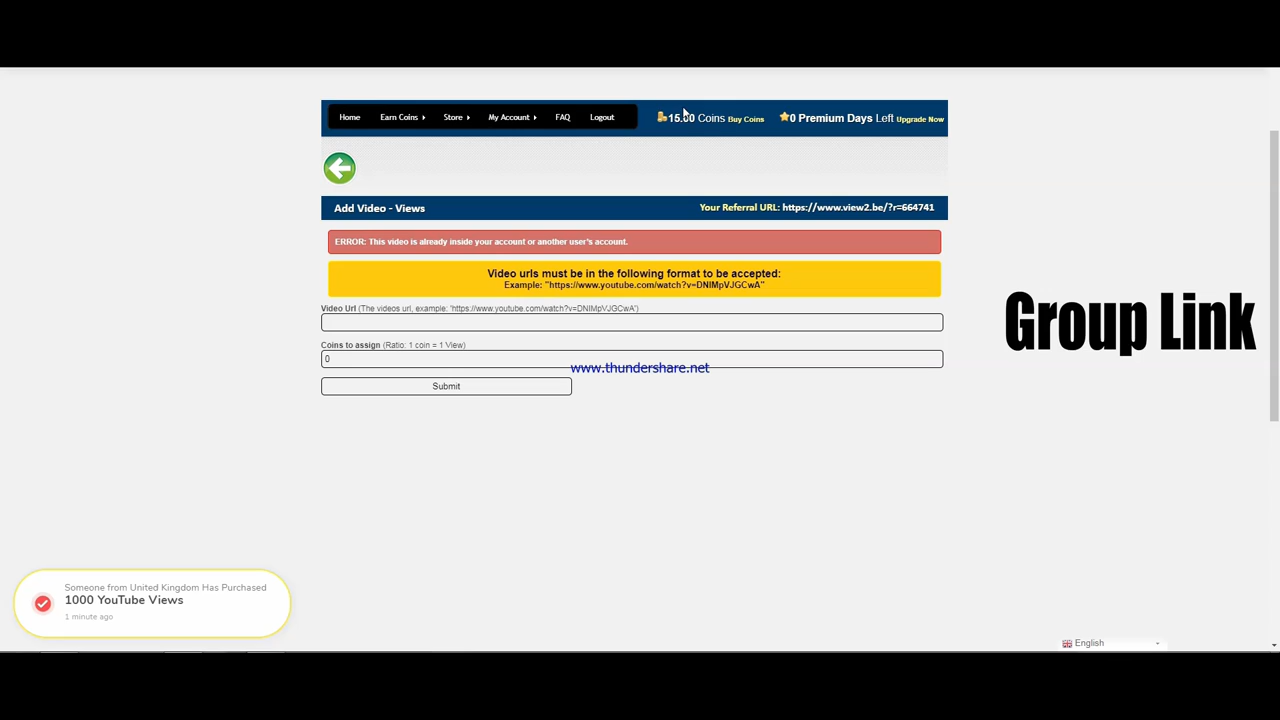 Home Earn Coins Store My Account FAQ Logout 15.00 Coins Buy Coins 0 Premium Days Left Upgrade Now
Add Video - Views Your Referral URL: https://www.view2.be/?r=664741
ERROR: This video is already inside your account or another user's account.
Video urls must be in the following format to be accepted:
Example: "https://www.youtube.com/watch?v=DNIMpVJGCwA"
Video Url (The videos url, example: 'https://www.youtube.com/watch?v=DNIMpVJGCwA')
Coins to assign (Ratio: 1 coin = 1 View)
0
www.thundershare.net
Submit
Group Link
Someone from United Kingdom Has Purchased
1000 YouTube Views
1 minute ago
English